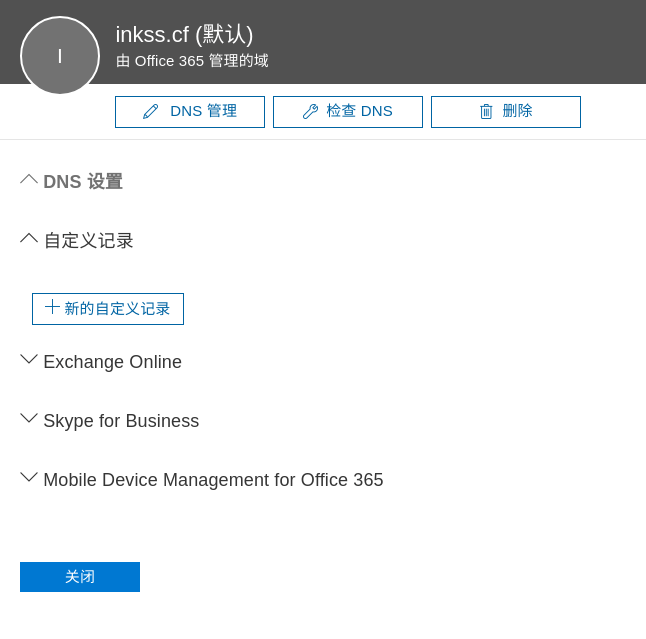 I
inkss.cf (默认)
由 Office 365 管理的域
DNS 管理
检查 DNS
删除
DNS 设置
自定义记录
新的自定义记录
Exchange Online
Skype for Business
Mobile Device Management for Office 365
关闭